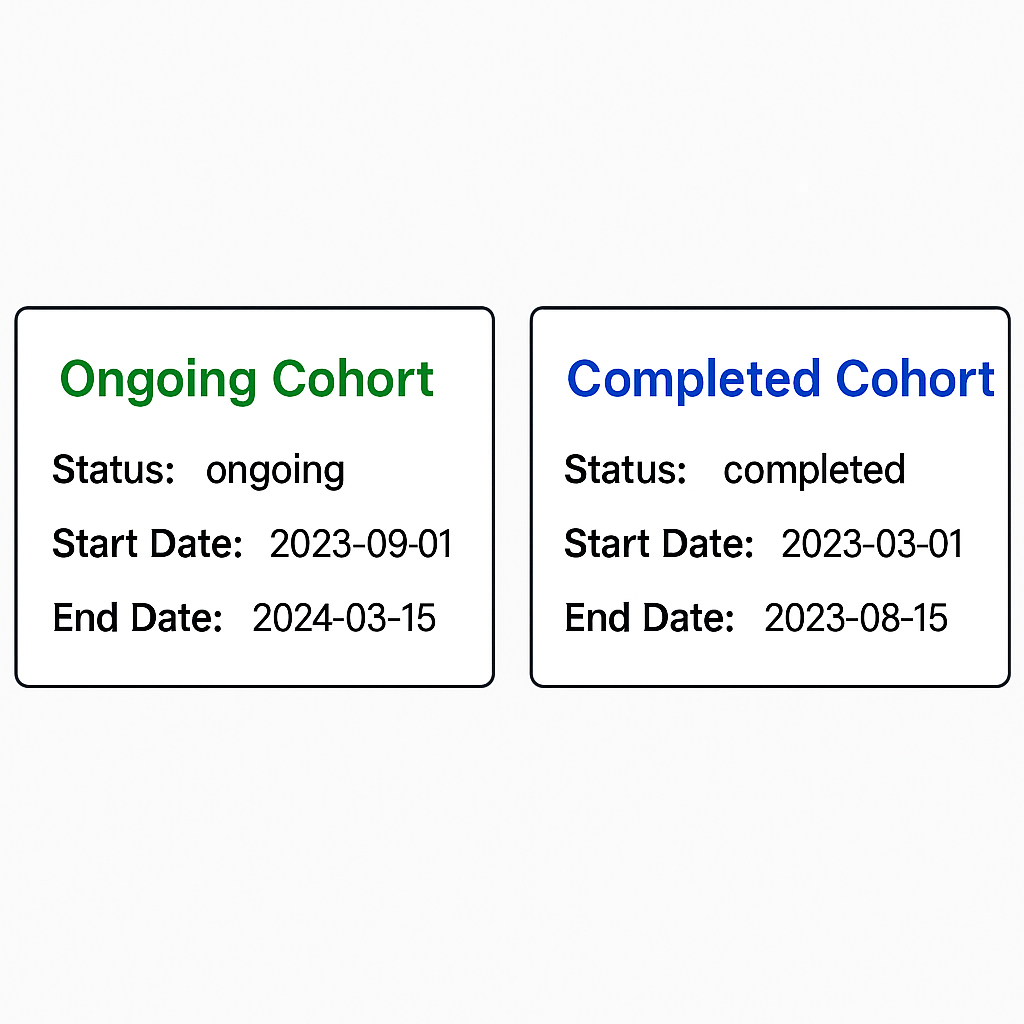 Ongoing Cohort
Status: ongoing
Start Date: 2023-09-01
End Date: 2024-03-15
Completed Cohort
Status: completed
Start Date: 2023-03-01
End Date: 2023-08-15